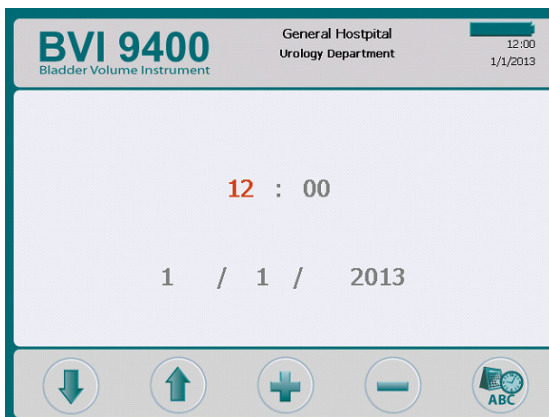 BVI 9400
Bladder Volume Instrument
General Hostpital
Urology Department
12:00
1/1/2013
12 : 00
1 / 1 / 2013
ABC